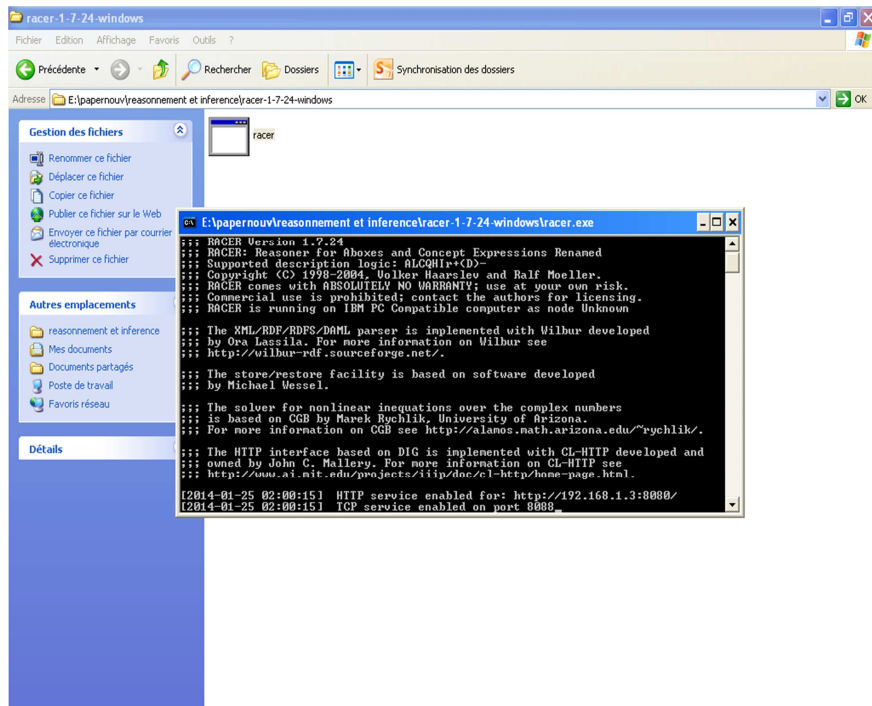 racer-1-7-24-windows
Fichier Edition Affichage Favoris Outils ?
Précédente Rechercher Dossiers Synchronisation des dossiers
Adresse E:\papernouv\reasonnement et inference\racer-1-7-24-windows OK
Gestion des fichiers
Renommer ce fichier
Déplacer ce fichier
Copier ce fichier
Publier ce fichier sur le Web
Envoyer ce fichier par courrier
électronique
Supprimer ce fichier
Autres emplacements
reasonnement et inference
Mes documents
Documents partagés
Poste de travail
Favoris réseau
Détails
racer
E:\papernouv\reasonnement et inference\racer-1-7-24-windows\racer.exe
;;; RACER Version 1.7.24
;;; RACER: Reasoner for Aboxes and Concept Expressions Renamed
;;; Supported description logic: ALCQHIr+(D)-
;;; Copyright (C) 1998-2004, Volker Haarslev and Ralf Moeller.
;;; RACER comes with ABSOLUTELY NO WARRANTY; use at your own risk.
;;; Commercial use is prohibited; contact the authors for licensing.
;;; RACER is running on IBM PC Compatible computer as node Unknown
;;; The XML/RDF/RDFS/DAML parser is implemented with Wilbur developed
;;; by Ora Lassila. For more information on Wilbur see
;;; http://wilbur-rdf.sourceforge.net/.
;;; The store/restore facility is based on software developed
;;; by Michael Wessel.
;;; The solver for nonlinear inequations over the complex numbers
;;; is based on CGB by Marek Rychlik, University of Arizona.
;;; For more information on CGB see http://alamos.math.arizona.edu/~rychlik/.
;;; The HTTP interface based on DIG is implemented with CL-HTTP developed and
;;; owned by John C. Mallery. For more information on CL-HTTP see
;;; http://www.ai.mit.edu/projects/iiip/doc/cl-http/home-page.html.
[2014-01-25 02:00:15] HTTP service enabled for: http://192.168.1.3:8080/
[2014-01-25 02:00:15] TCP service enabled on port 8088_